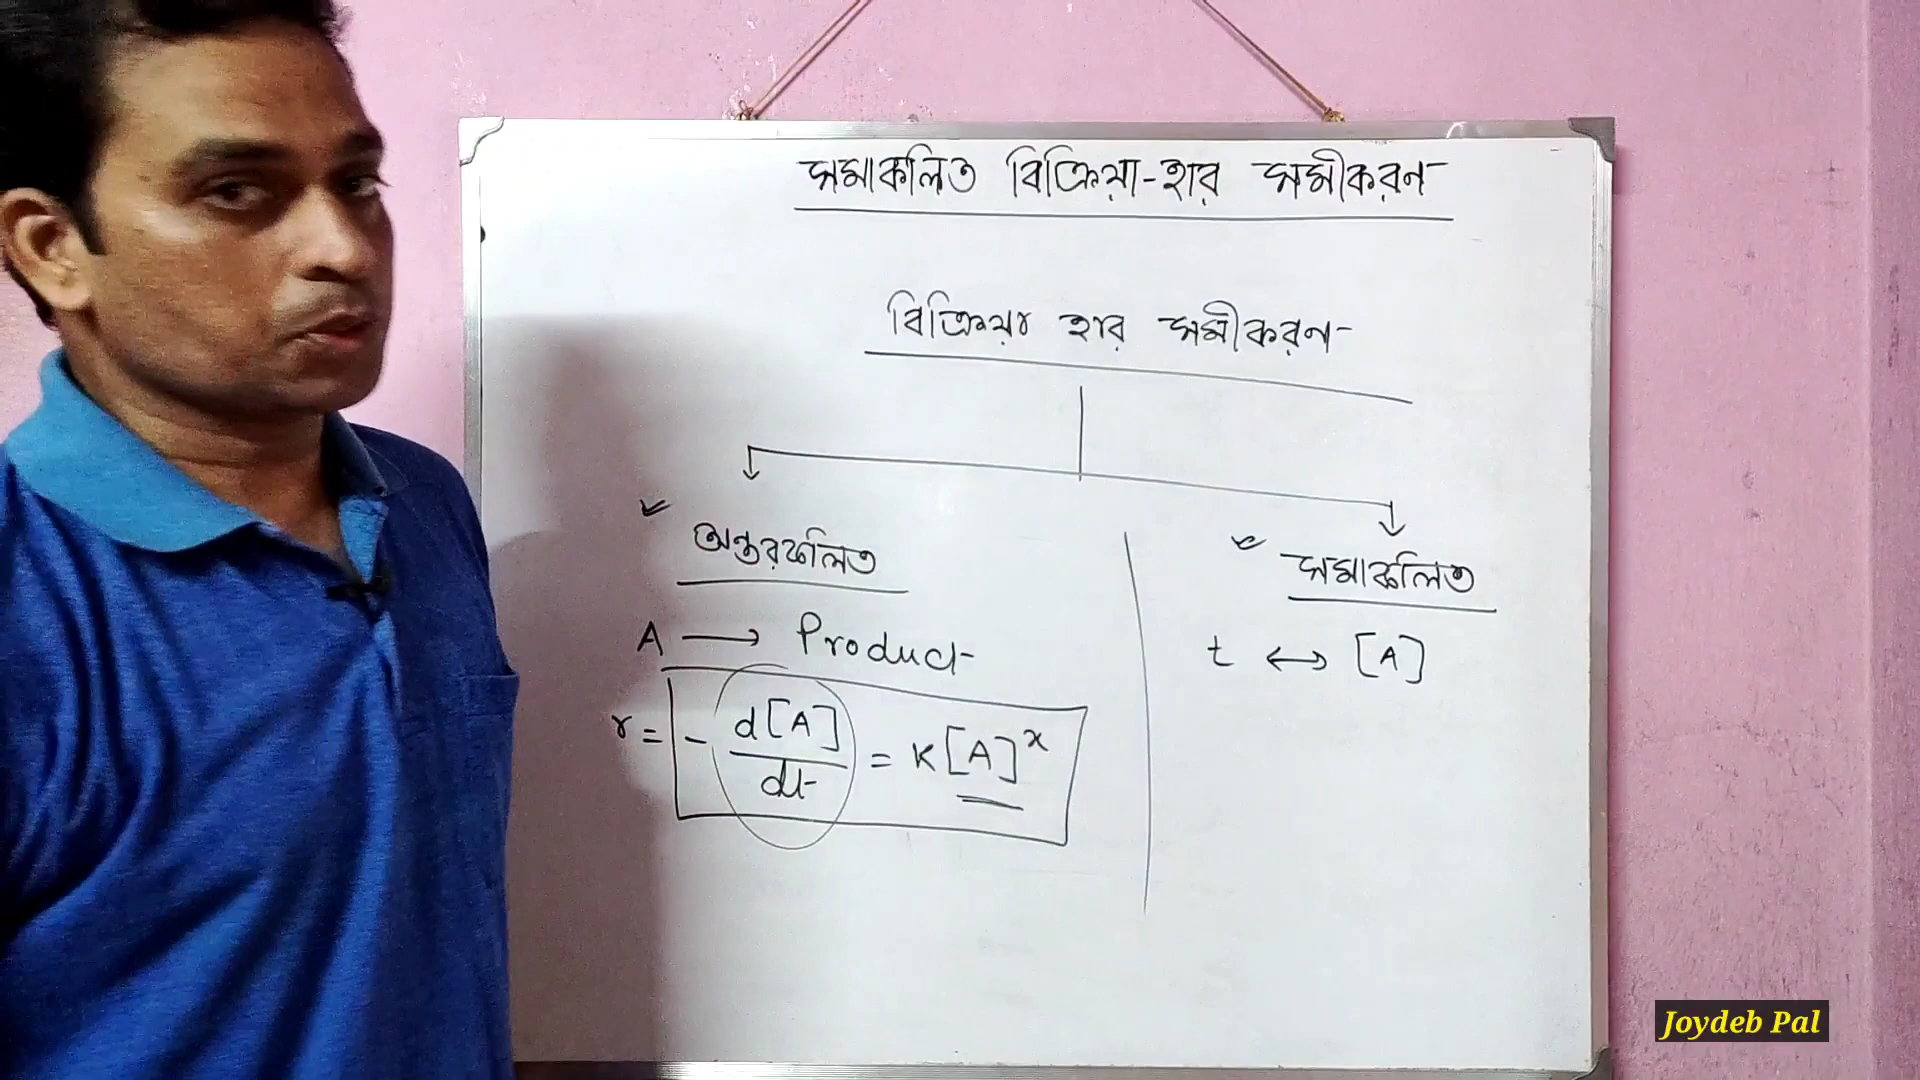 সমাকলিত বিক্রিয়া-হার সমীকরণ
বিক্রিয়ার হার সমীকরণ
অন্তরকলিত
A ⟶ Product
r = - d[A]/dt = K[A]^x
সমাকলিত
t ⟷ [A]
Joydeb Pal